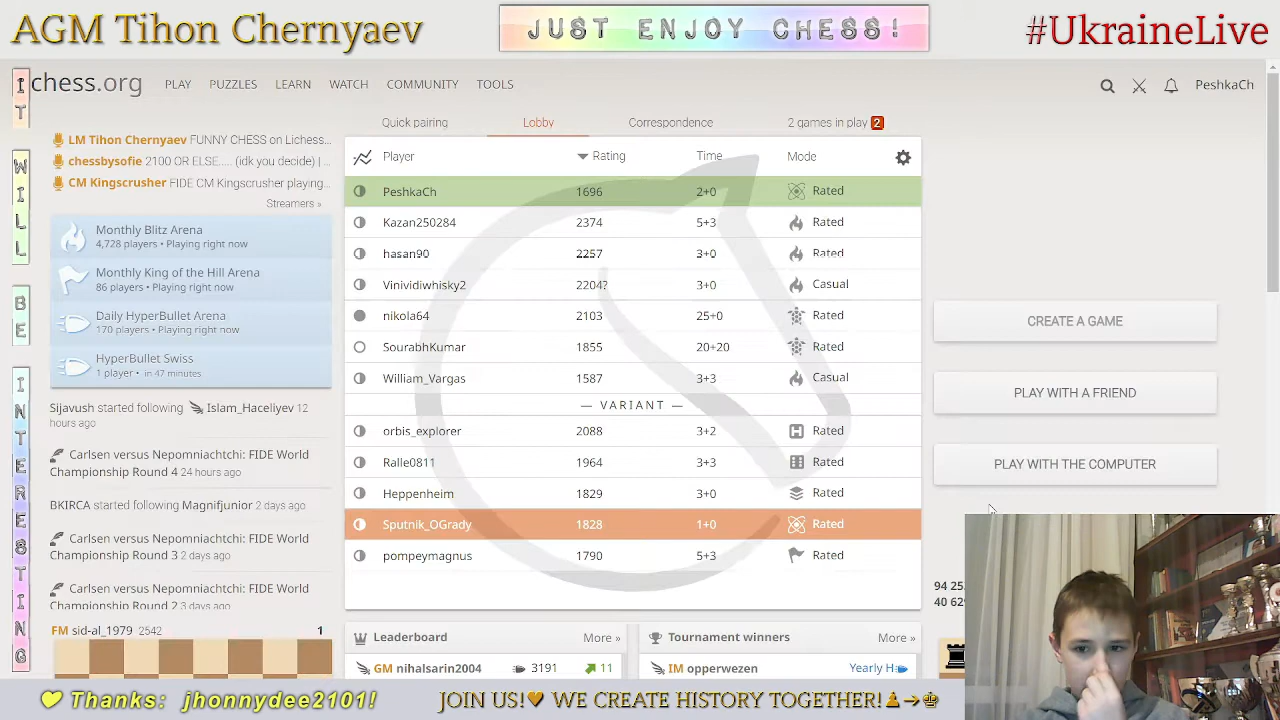 AGM Tihon Chernyaev
JUST ENJOY CHESS!
#UkraineLive
IT WILL BE INTERESTING
chess.org
PLAY PUZZLES LEARN WATCH COMMUNITY TOOLS
PeshkaCh
LM Tihon Chernyaev FUNNY CHESS on Lichess...
chessbysofie 2100 OR ELSE..... (idk you decide) |...
CM Kingscrusher FIDE CM Kingscrusher playing...
Streamers »
Monthly Blitz Arena
4,728 players • Playing right now
Monthly King of the Hill Arena
86 players • Playing right now
Daily HyperBullet Arena
170 players • Playing right now
HyperBullet Swiss
1 player • in 47 minutes
Sijavush started following Islam_Haceliyev 12
hours ago
Carlsen versus Nepomniachtchi: FIDE World
Championship Round 4 24 hours ago
BKIRCA started following Magnifjunior 2 days ago
Carlsen versus Nepomniachtchi: FIDE World
Championship Round 3 2 days ago
Carlsen versus Nepomniachtchi: FIDE World
Championship Round 2 3 days ago
FM sid-al_1979 2542 1
Quick pairing Lobby Correspondence 2 games in play 2
Player Rating Time Mode
PeshkaCh 1696 2+0 Rated
Kazan250284 2374 5+3 Rated
hasan90 2257 3+0 Rated
Vinividiwhisky2 2204? 3+0 Casual
nikola64 2103 25+0 Rated
SourabhKumar 1855 20+20 Rated
William_Vargas 1587 3+3 Casual
— VARIANT —
orbis_explorer 2088 3+2 Rated
Ralle0811 1964 3+3 Rated
Heppenheim 1829 3+0 Rated
Sputnik_OGrady 1828 1+0 Rated
pompeymagnus 1790 5+3 Rated
CREATE A GAME
PLAY WITH A FRIEND
PLAY WITH THE COMPUTER
94 25
40 62
Leaderboard More »
GM nihalsarin2004 3191 11
Tournament winners More »
IM opperwezen Yearly H
Thanks: jhonnydee2101!
JOIN US! WE CREATE HISTORY TOGETHER!